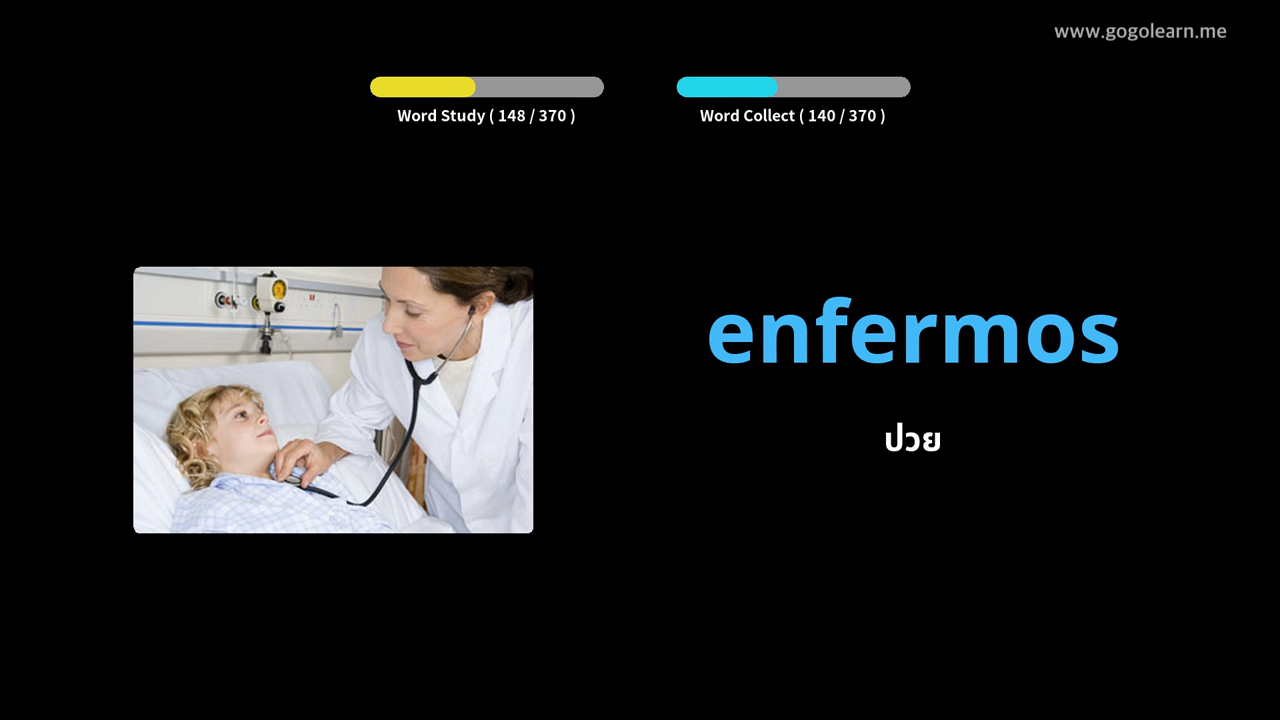 www.gogolearn.me
Word Study ( 148 / 370 )
Word Collect ( 140 / 370 )
enfermos
ป่วย